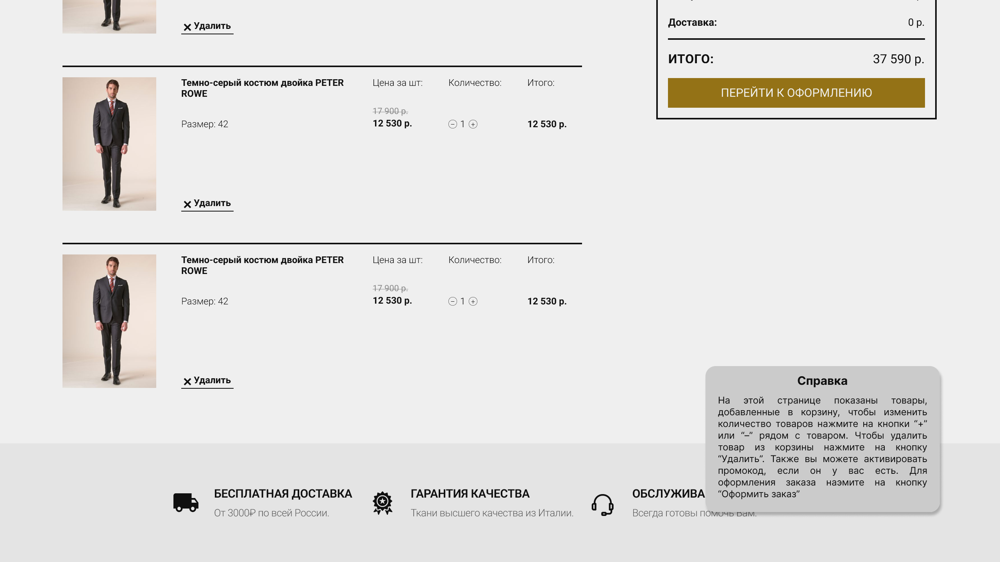 Удалить
Доставка:
0 р.
ИТОГО:
37 590 р.
ПЕРЕЙТИ К ОФОРМЛЕНИЮ
Темно-серый костюм двойка PETER
ROWE
Цена за шт:
Количество:
Итого:
17 900 р.
12 530 р.
Размер: 42
1
12 530 р.
Удалить
Темно-серый костюм двойка PETER
ROWE
Цена за шт:
Количество:
Итого:
17 900 р.
12 530 р.
Размер: 42
1
12 530 р.
Удалить
Справка
На этой странице показаны товары,
добавленные в корзину, чтобы изменить
количество товаров нажмите на кнопки “+”
или “–” рядом с товаром. Чтобы удалить
товар из корзины нажмите на кнопку
“Удалить”. Также вы можете активировать
промокод, если он у вас есть. Для
оформления заказа наэмите на кнопку
“Оформить заказ”
БЕСПЛАТНАЯ ДОСТАВКА
От 3000₽ по всей России.
ГАРАНТИЯ КАЧЕСТВА
Ткани высшего качества из Италии.
ОБСЛУЖИВА
Всегда готовы помочь Вам.